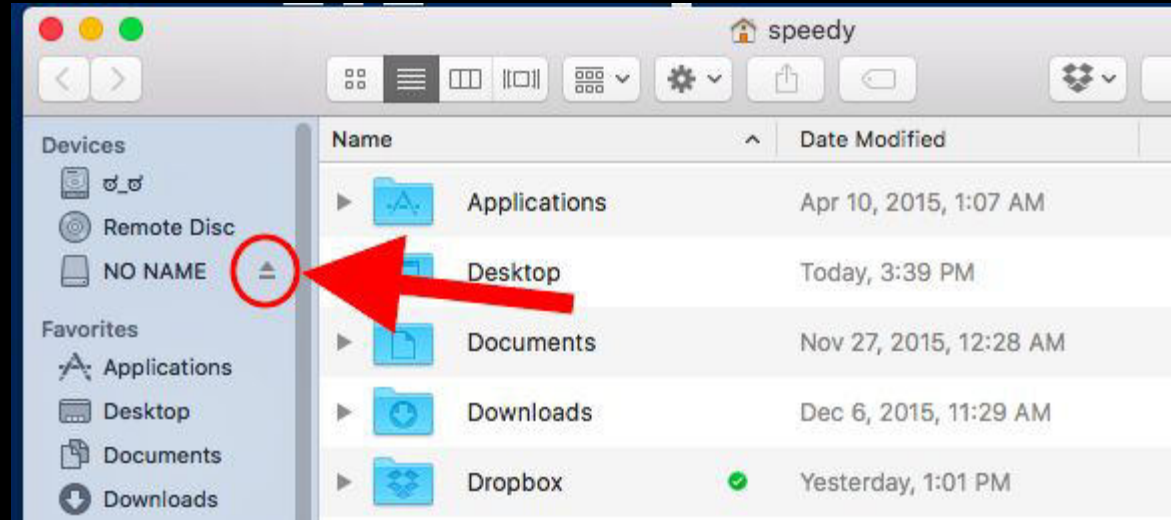 speedy
Name Date Modified
Devices
ಠ_ಠ
Remote Disc
NO NAME
Favorites
Applications
Desktop
Documents
Downloads
Applications Apr 10, 2015, 1:07 AM
Desktop Today, 3:39 PM
Documents Nov 27, 2015, 12:28 AM
Downloads Dec 6, 2015, 11:29 AM
Dropbox Yesterday, 1:01 PM